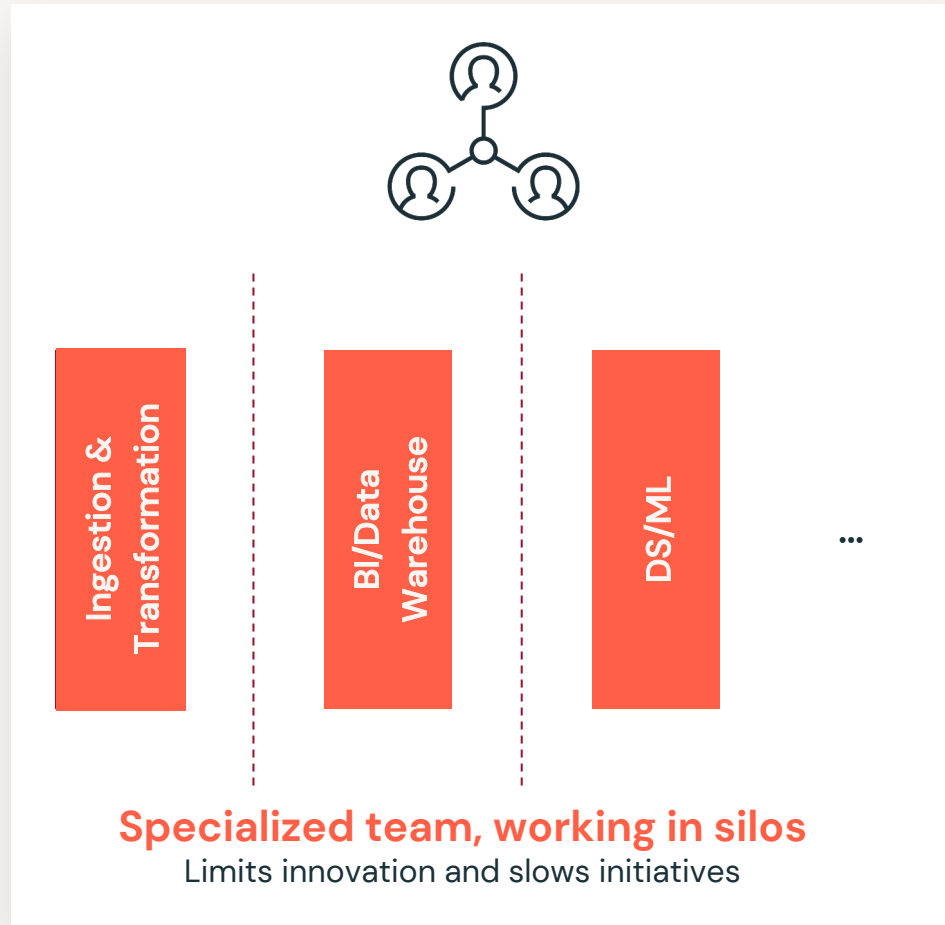 Ingestion &
Transformation
BI/Data
Warehouse
DS/ML
...
Specialized team, working in silos
Limits innovation and slows initiatives